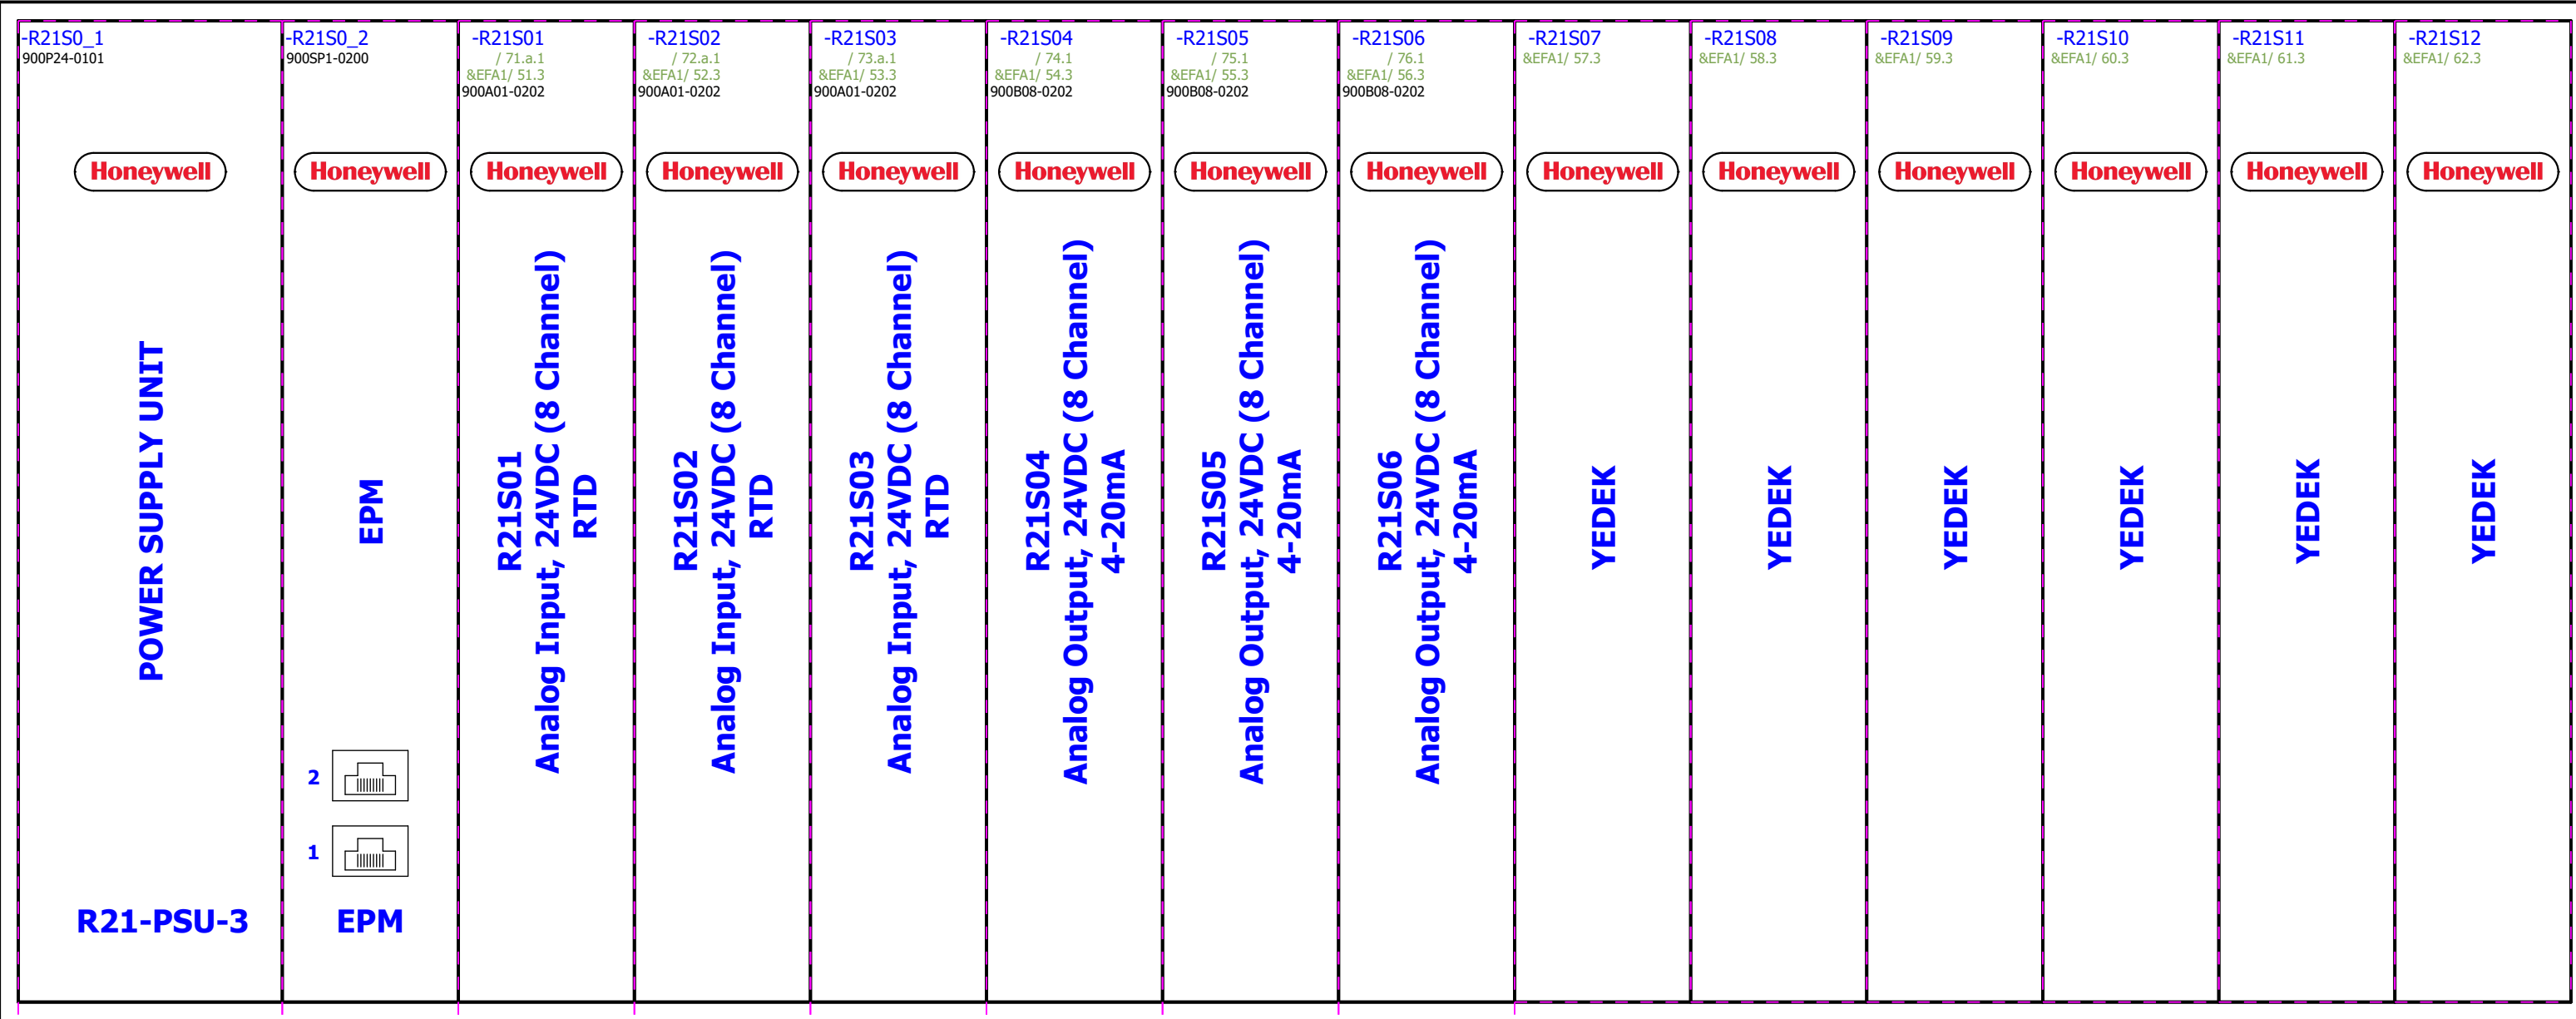 -R21S0_1
900P24-0101
Honeywell
POWER SUPPLY UNIT
R21-PSU-3
-R21S0_2
900SP1-0200
Honeywell
EPM
2
1
EPM
-R21S01
/ 71.a.1
&EFA1/ 51.3
900A01-0202
Honeywell
R21S01
Analog Input, 24VDC (8 Channel)
RTD
-R21S02
/ 72.a.1
&EFA1/ 52.3
900A01-0202
Honeywell
R21S02
Analog Input, 24VDC (8 Channel)
RTD
-R21S03
/ 73.a.1
&EFA1/ 53.3
900A01-0202
Honeywell
R21S03
Analog Input, 24VDC (8 Channel)
RTD
-R21S04
/ 74.1
&EFA1/ 54.3
900B08-0202
Honeywell
R21S04
Analog Output, 24VDC (8 Channel)
4-20mA
-R21S05
/ 75.1
&EFA1/ 55.3
900B08-0202
Honeywell
R21S05
Analog Output, 24VDC (8 Channel)
4-20mA
-R21S06
/ 76.1
&EFA1/ 56.3
900B08-0202
Honeywell
R21S06
Analog Output, 24VDC (8 Channel)
4-20mA
-R21S07
&EFA1/ 57.3
Honeywell
YEDEK
-R21S08
&EFA1/ 58.3
Honeywell
YEDEK
-R21S09
&EFA1/ 59.3
Honeywell
YEDEK
-R21S10
&EFA1/ 60.3
Honeywell
YEDEK
-R21S11
&EFA1/ 61.3
Honeywell
YEDEK
-R21S12
&EFA1/ 62.3
Honeywell
YEDEK